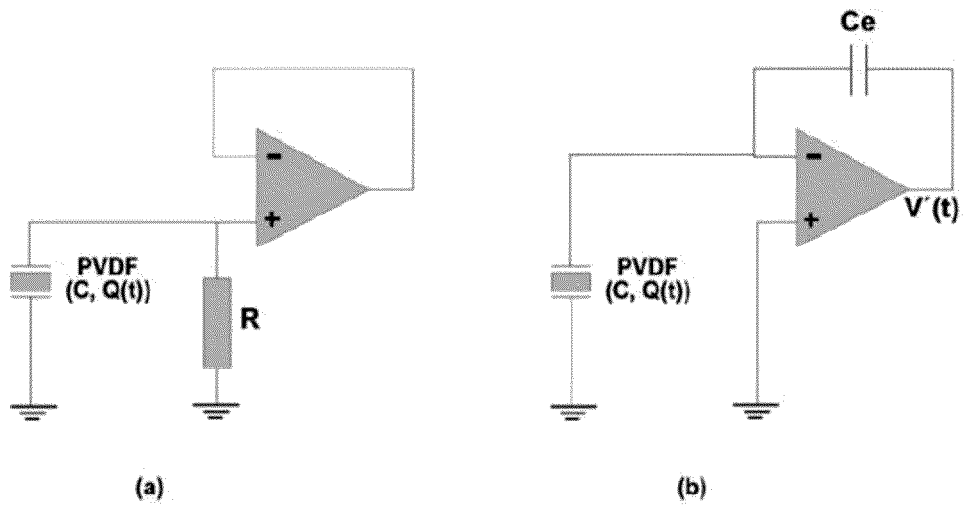 Ce
-
-
+
+
V´(t)
PVDF
(C, Q(t))
R
PVDF
(C, Q(t))
(a)
(b)